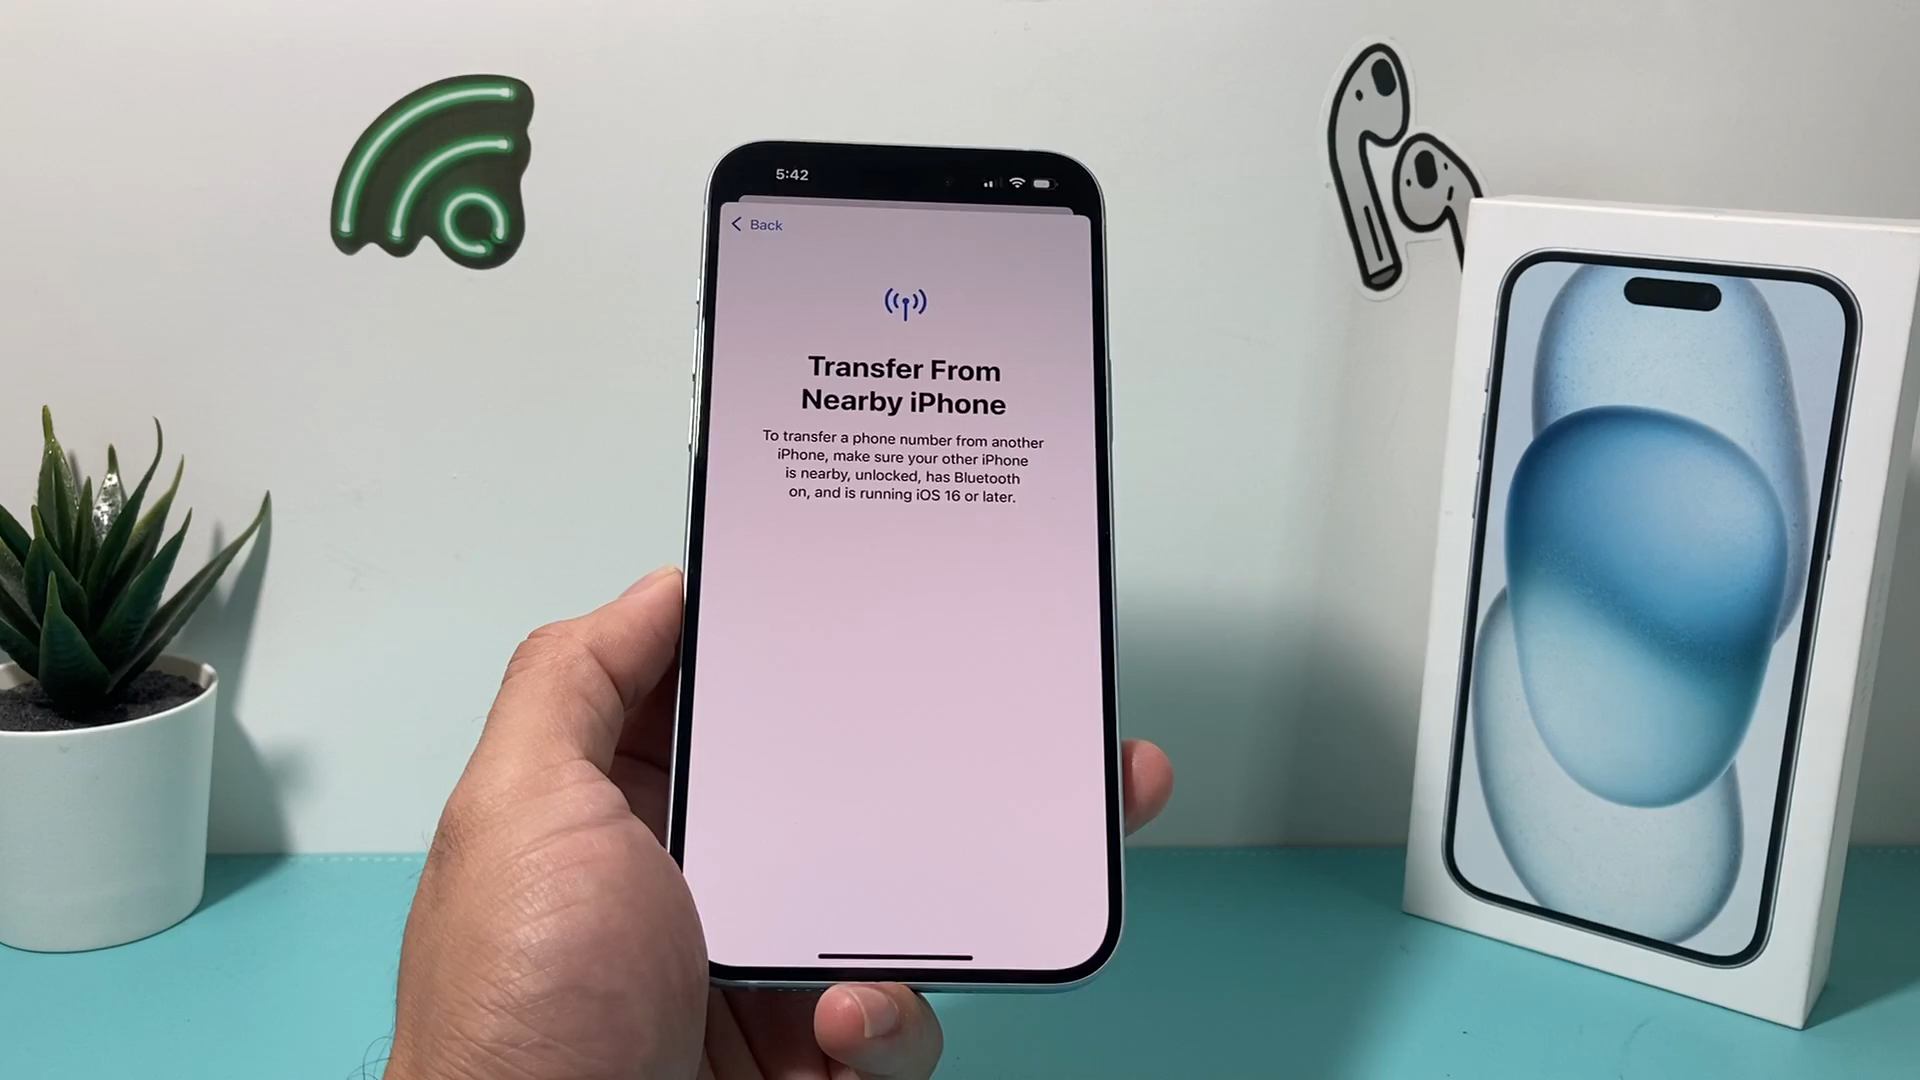 5:42
Back
Transfer From
Nearby iPhone
To transfer a phone number from another
iPhone, make sure your other iPhone
is nearby, unlocked, has Bluetooth
on, and is running iOS 16 or later.